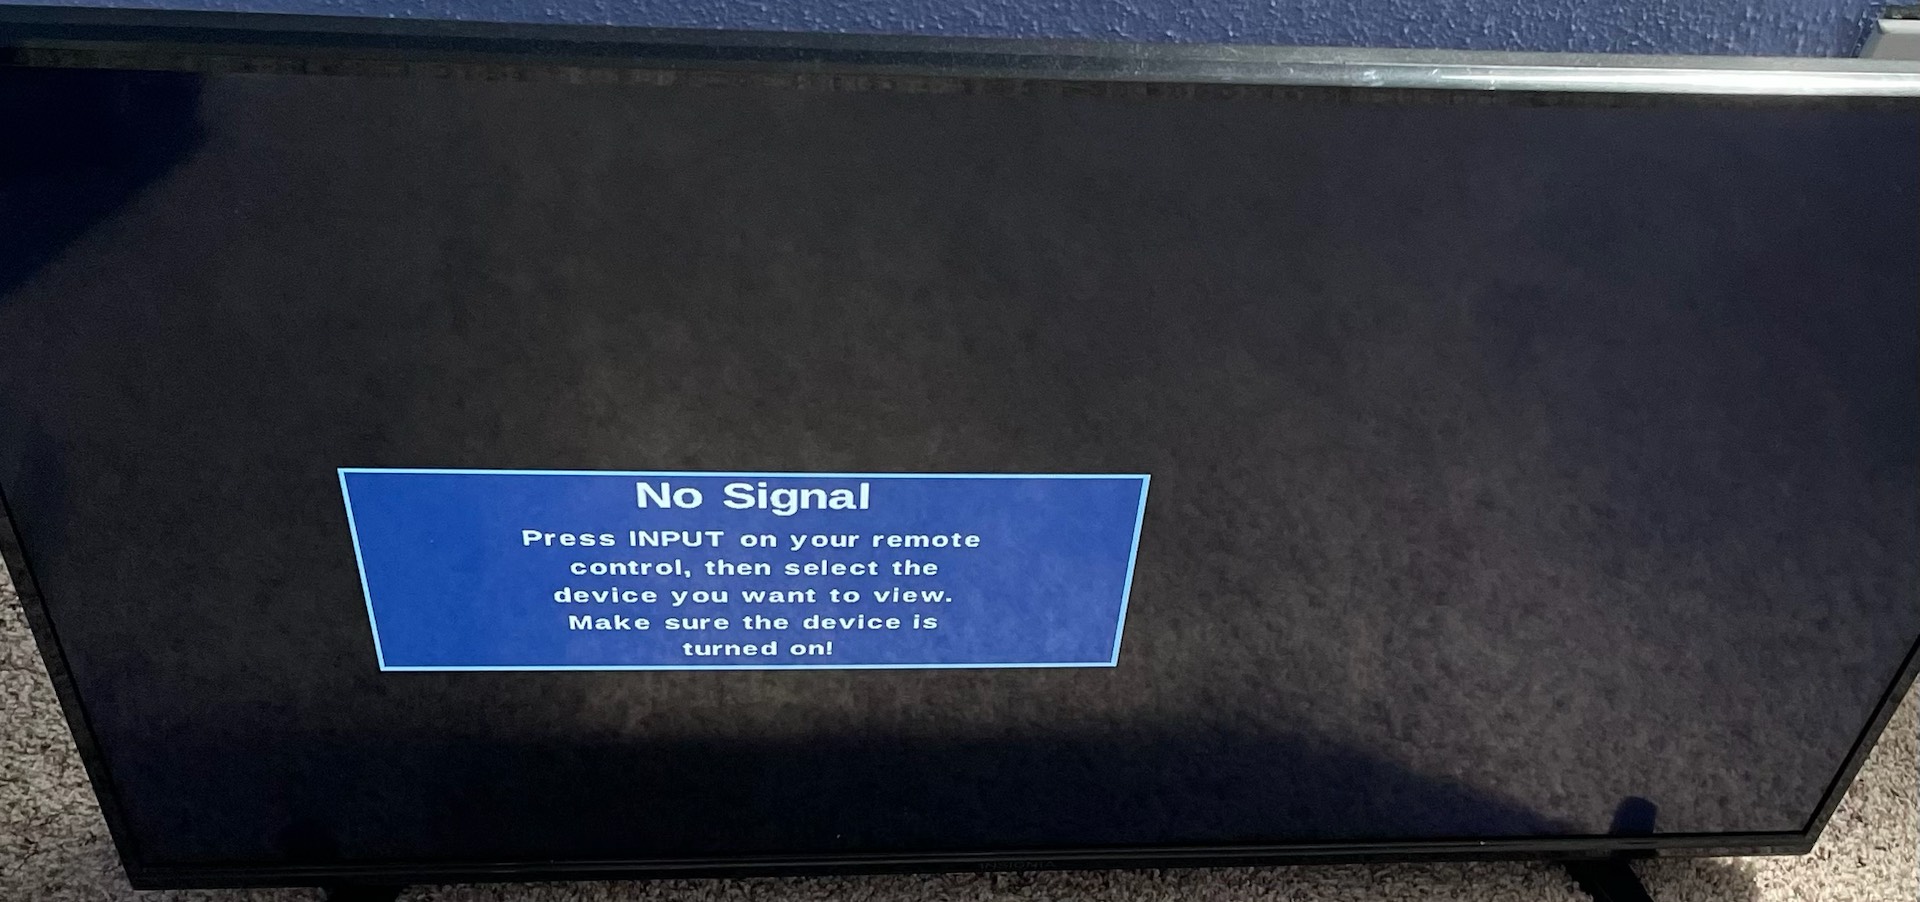 No Signal
Press INPUT on your remote
control, then select the
device you want to view.
Make sure the device is
turned on!
INSIGNIA